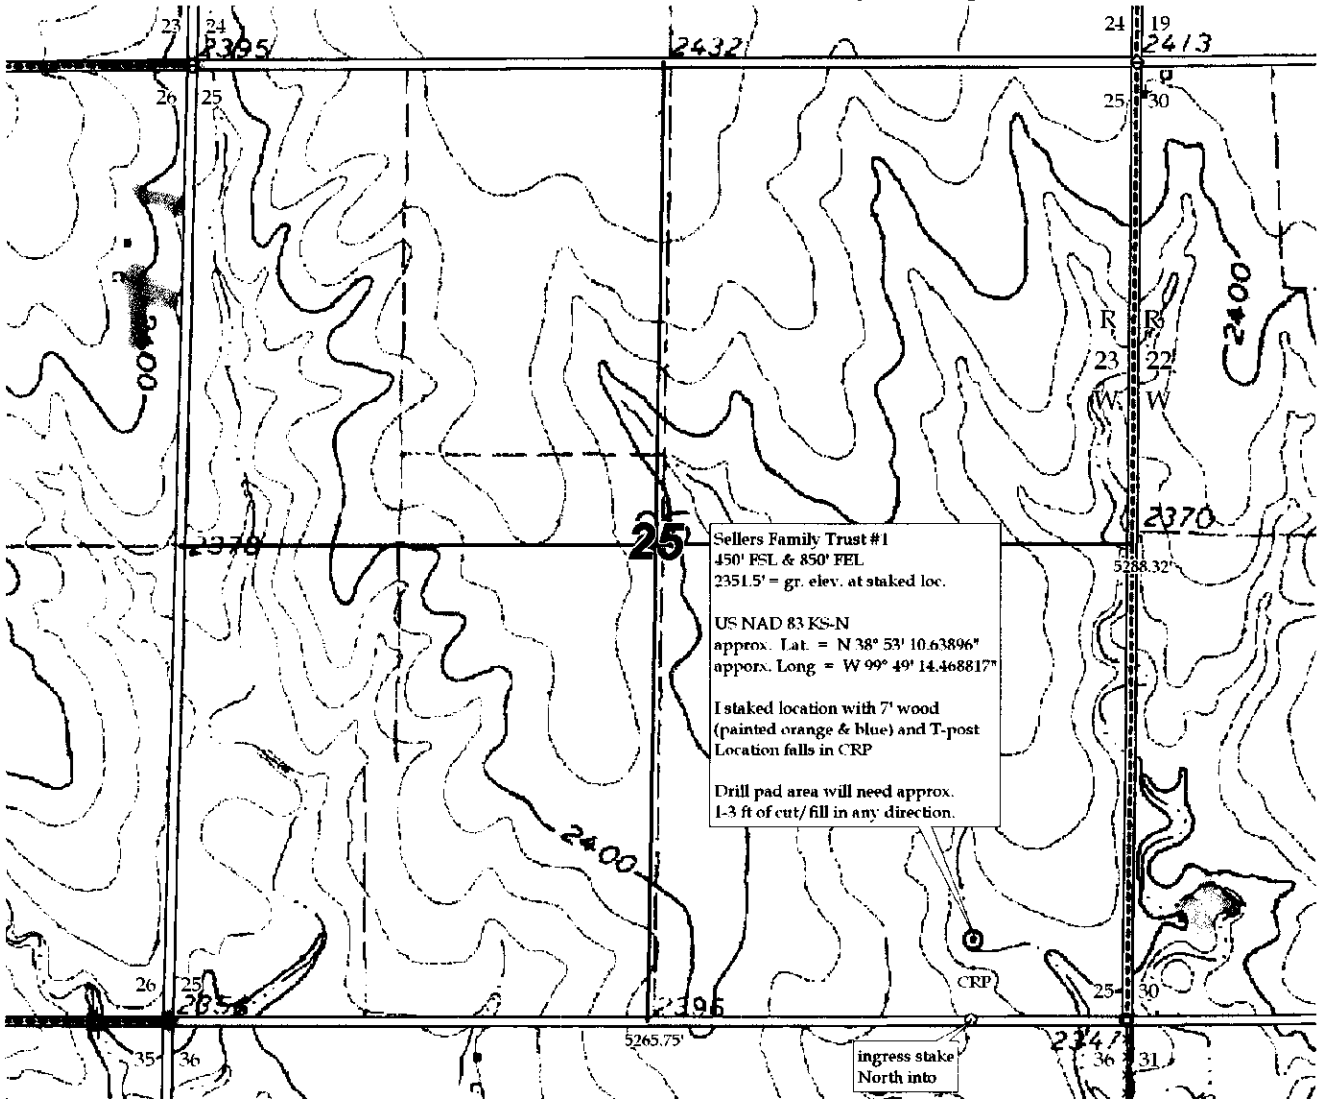 23 24
2395
2432
24 19
2413
26 25
25 30
2400
2400
R R
23 22
W W
2370
25
2370
5288.32'
Sellers Family Trust #1
450' FSL & 850' FEL
2351.5' = gr. elev. at staked loc.
US NAD 83 KS-N
approx. Lat. = N 38° 53' 10.63896"
apporx. Long = W 99° 49' 14.468817"
I staked location with 7' wood
(painted orange & blue) and T-post
Location falls in CRP
Drill pad area will need approx.
1-3 ft of cut/fill in any direction.
2400
CRP
26 25
25 30
2395
5265.75'
35 36
36 31
ingress stake
North into